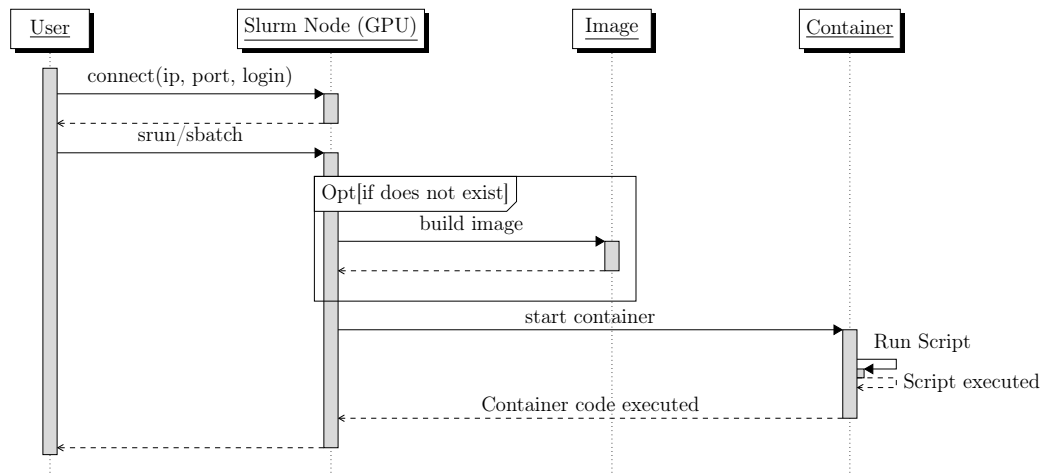 User
Slurm Node (GPU)
Image
Container
connect(ip, port, login)
srun/sbatch
Opt[if does not exist]
build image
start container
Run Script
Script executed
Container code executed